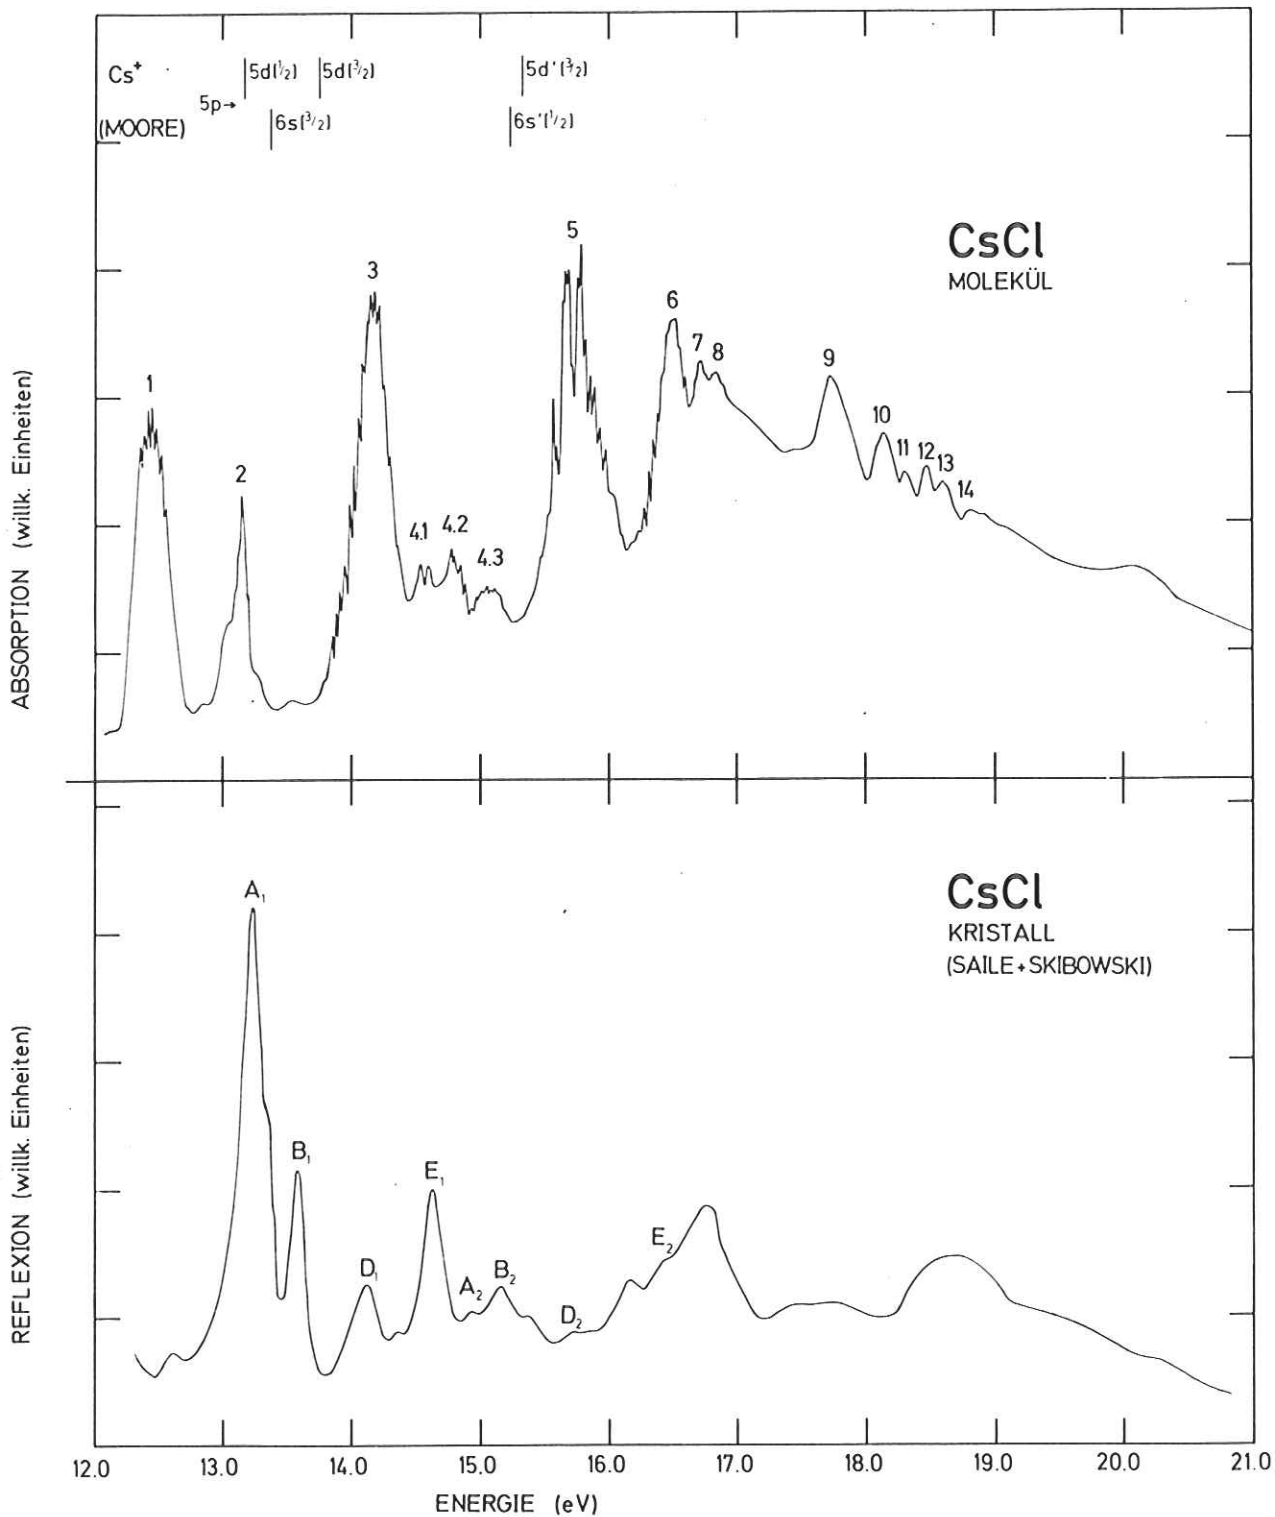 Cs⁺
5d[1/2]
5d[3/2]
5d'[3/2]
5p→
(MOORE)
6s[3/2]
6s'[1/2]
CsCl
MOLEKÜL
1
2
3
4.1
4.2
4.3
5
6
7
8
9
10
11
12
13
14
ABSORPTION (willk. Einheiten)
CsCl
KRISTALL
(SAILE+SKIBOWSKI)
A₁
B₁
D₁
E₁
A₂
B₂
D₂
E₂
REFLEXION (willk. Einheiten)
12.0 13.0 14.0 15.0 16.0 17.0 18.0 19.0 20.0 21.0
ENERGIE (eV)